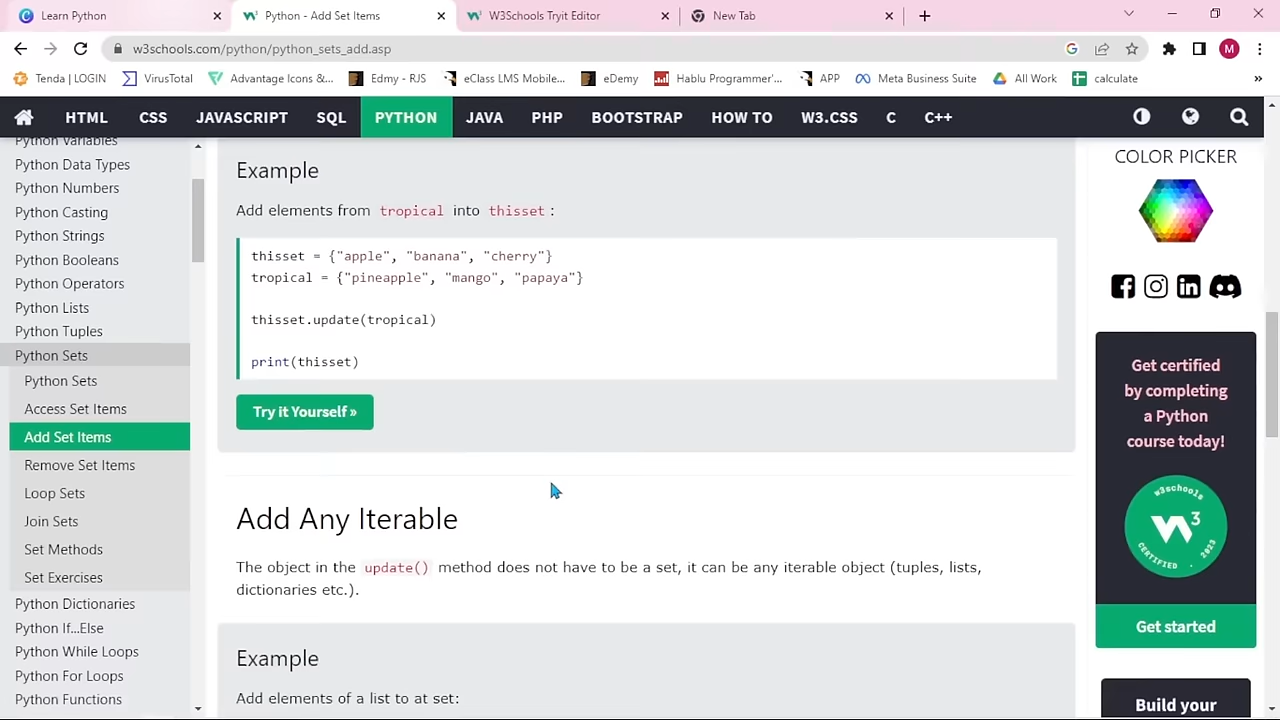 Learn Python
Python - Add Set Items
W3Schools Tryit Editor
New Tab
w3schools.com/python/python_sets_add.asp
M
Tenda | LOGIN
VirusTotal
Advantage Icons &...
Edmy - RJS
eClass LMS Mobile...
eDemy
Hablu Programmer'...
APP
Meta Business Suite
All Work
calculate
»
HTML
CSS
JAVASCRIPT
SQL
PYTHON
JAVA
PHP
BOOTSTRAP
HOW TO
W3.CSS
C
C++
Python Variables
Python Data Types
Python Numbers
Python Casting
Python Strings
Python Booleans
Python Operators
Python Lists
Python Tuples
Python Sets
Python Sets
Access Set Items
Add Set Items
Remove Set Items
Loop Sets
Join Sets
Set Methods
Set Exercises
Python Dictionaries
Python If...Else
Python While Loops
Python For Loops
Python Functions
Example
Add elements from tropical into thisset:
thisset = {"apple", "banana", "cherry"}
tropical = {"pineapple", "mango", "papaya"}
thisset.update(tropical)
print(thisset)
Try it Yourself »
Add Any Iterable
The object in the update() method does not have to be a set, it can be any iterable object (tuples, lists,
dictionaries etc.).
Example
Add elements of a list to at set:
COLOR PICKER
Get certified
by completing
a Python
course today!
w3schools
W3
CERTIFIED . 2023
Get started
Build your